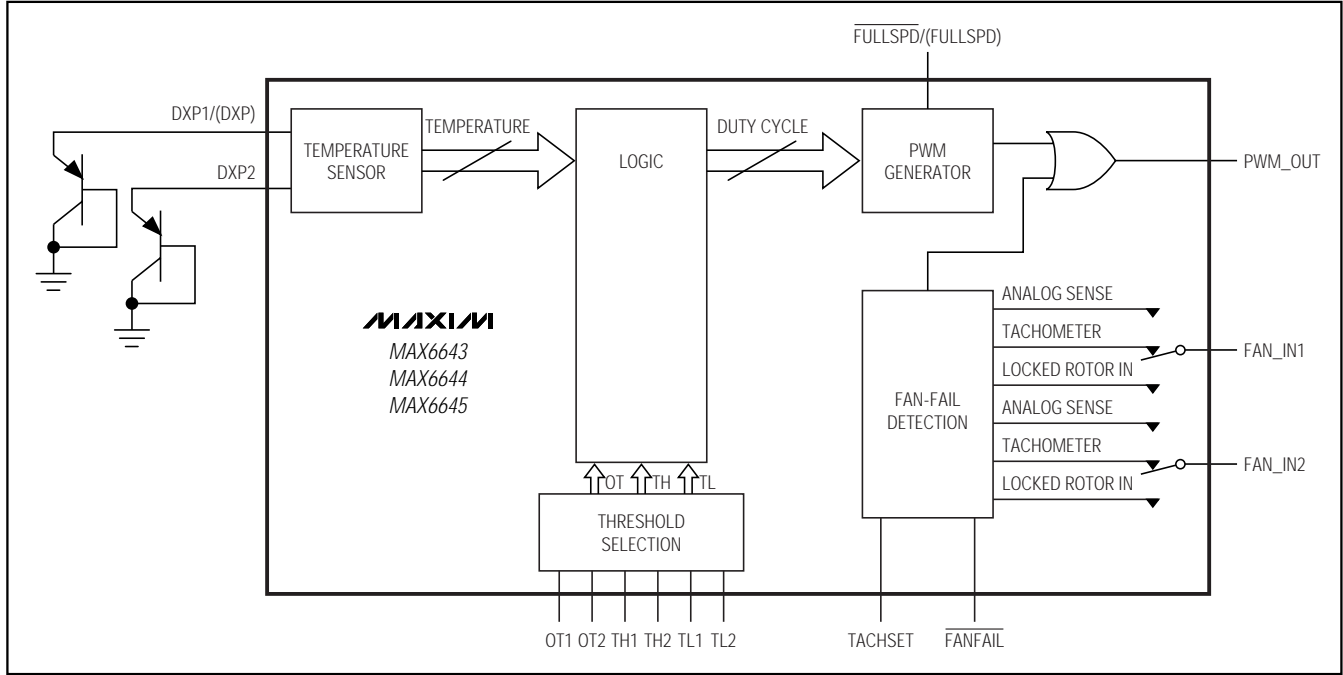 FULLSPD/(FULLSPD)
DXP1/(DXP)
DXP2
TEMPERATURE
SENSOR
TEMPERATURE
LOGIC
DUTY CYCLE
PWM
GENERATOR
PWM_OUT
MAXIM
MAX6643
MAX6644
MAX6645
FAN-FAIL
DETECTION
ANALOG SENSE
TACHOMETER
LOCKED ROTOR IN
FAN_IN1
ANALOG SENSE
TACHOMETER
LOCKED ROTOR IN
FAN_IN2
OT
TH
TL
THRESHOLD
SELECTION
OT1 OT2 TH1 TH2 TL1 TL2
TACHSET
FANFAIL